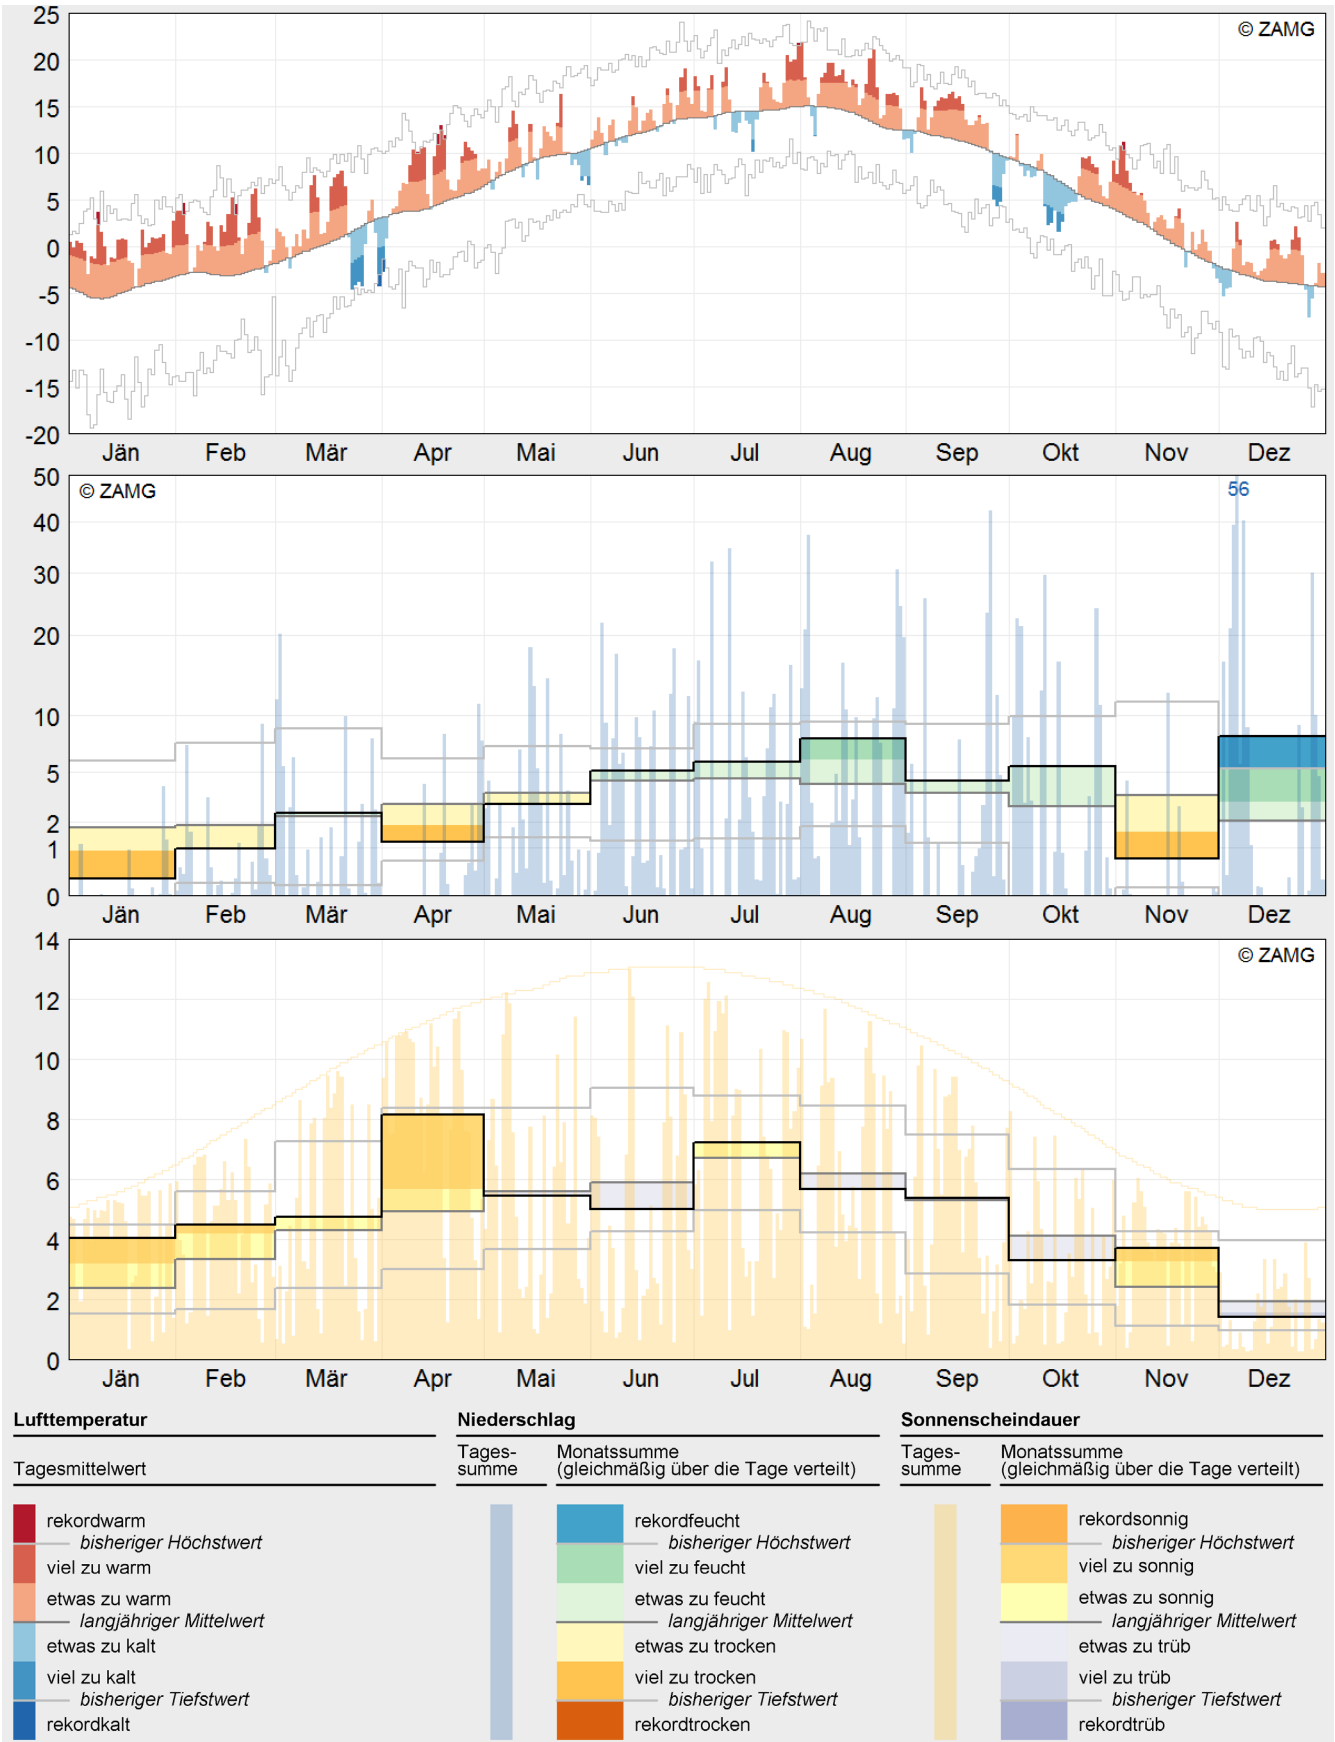 25
© ZAMG
20
15
10
5
0
-5
-10
-15
-20
Jän Feb Mär Apr Mai Jun Jul Aug Sep Okt Nov Dez
50
© ZAMG
56
40
30
20
10
5
2
1
0
Jän Feb Mär Apr Mai Jun Jul Aug Sep Okt Nov Dez
14
© ZAMG
12
10
8
6
4
2
0
Jän Feb Mär Apr Mai Jun Jul Aug Sep Okt Nov Dez
Lufttemperatur
Tagesmittelwert
rekordwarm
bisheriger Höchstwert
viel zu warm
etwas zu warm
langjähriger Mittelwert
etwas zu kalt
viel zu kalt
bisheriger Tiefstwert
rekordkalt
Niederschlag
Tages-
summe
Monatssumme
(gleichmäßig über die Tage verteilt)
rekordfeucht
bisheriger Höchstwert
viel zu feucht
etwas zu feucht
langjähriger Mittelwert
etwas zu trocken
viel zu trocken
bisheriger Tiefstwert
rekordtrocken
Sonnenscheindauer
Tages-
summe
Monatssumme
(gleichmäßig über die Tage verteilt)
rekordsonnig
bisheriger Höchstwert
viel zu sonnig
etwas zu sonnig
langjähriger Mittelwert
etwas zu trüb
viel zu trüb
bisheriger Tiefstwert
rekordtrüb